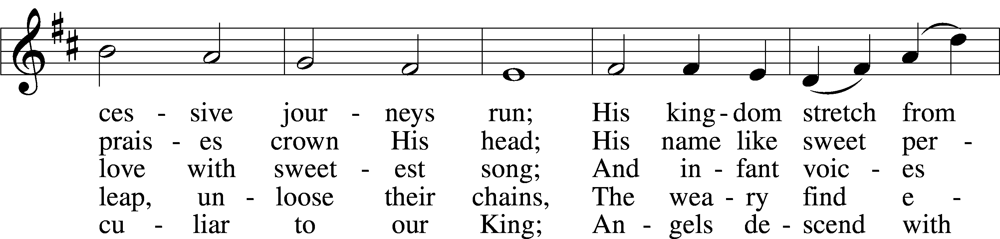 ces - sive jour - neys run; His king - dom stretch from
prais - es crown His head; His name like sweet per -
love with sweet - est song; And in - fant voic - es
leap, un - loose their chains, The wea - ry find e -
cu - liar to our King; An - gels de - scend with